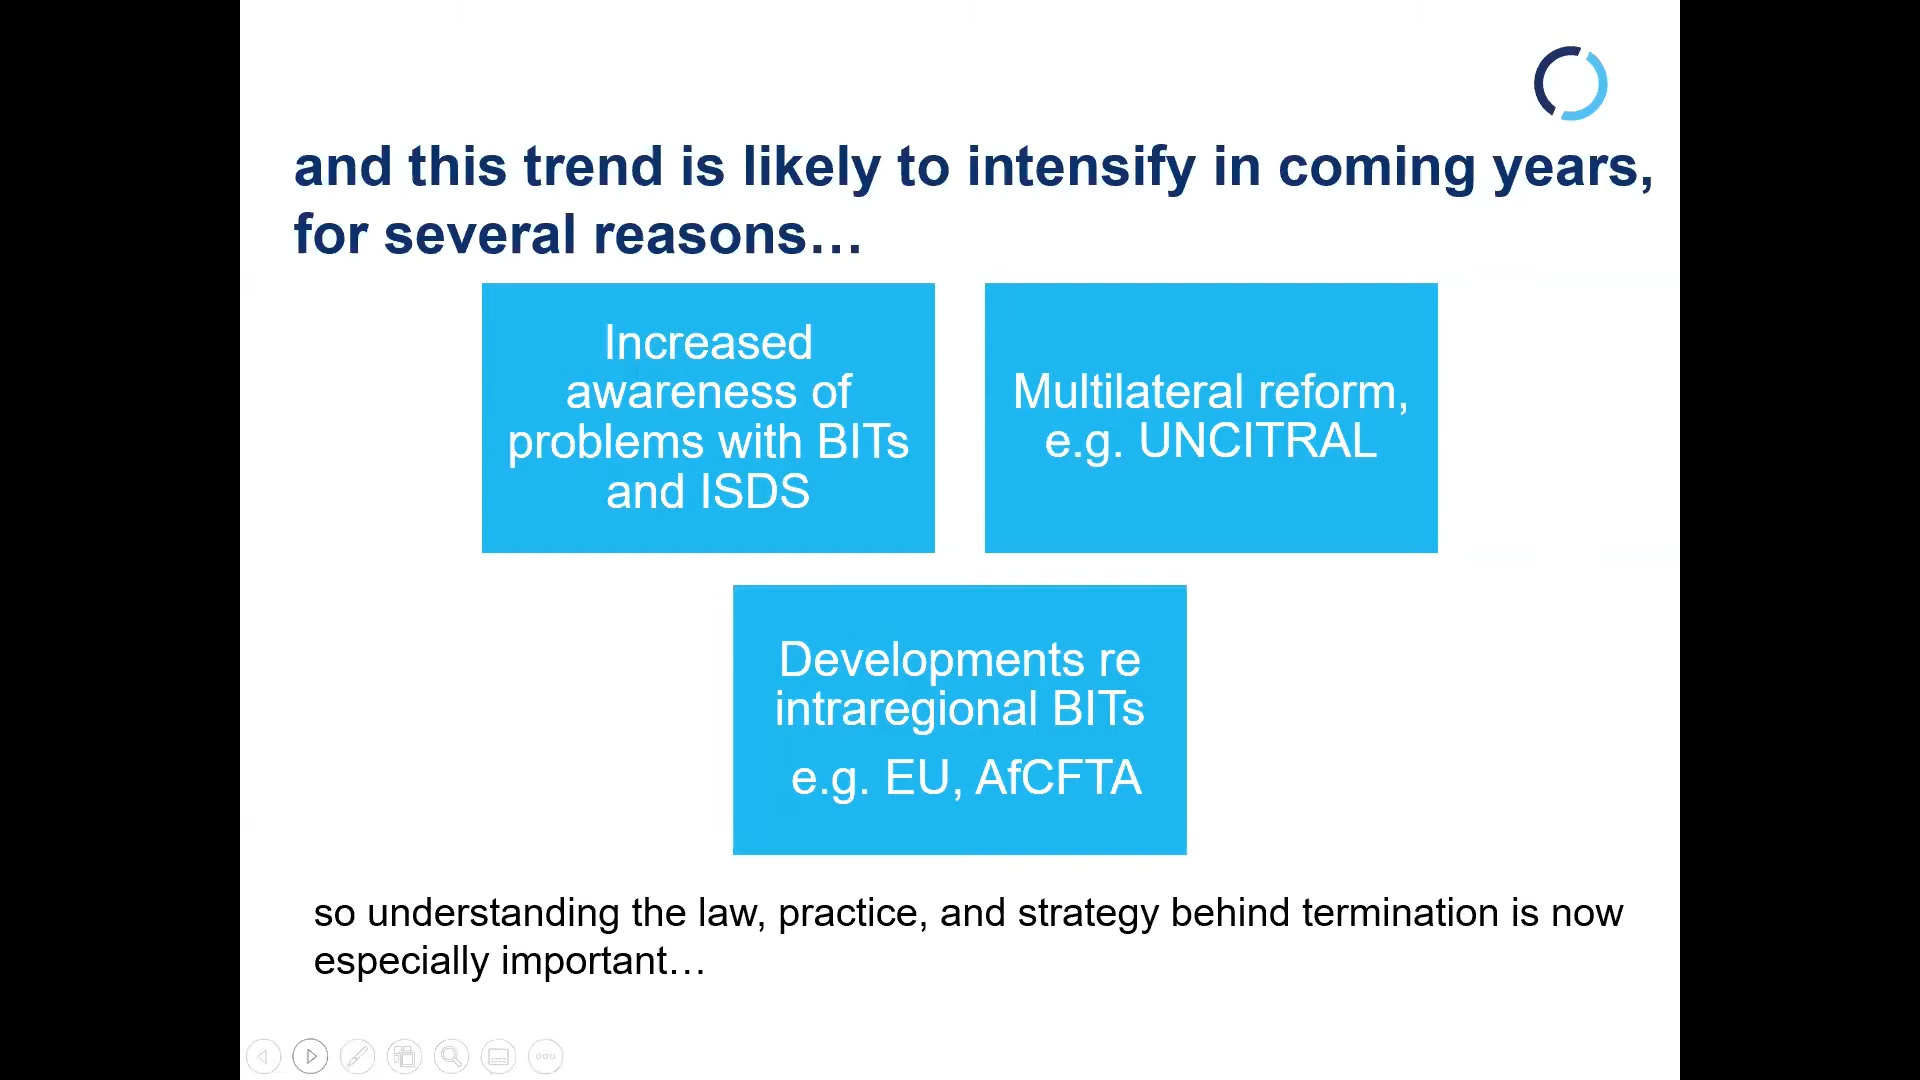 and this trend is likely to intensify in coming years,
for several reasons…
Increased
awareness of
problems with BITs
and ISDS
Multilateral reform,
e.g. UNCITRAL
Developments re
intraregional BITs
e.g. EU, AfCFTA
so understanding the law, practice, and strategy behind termination is now
especially important…